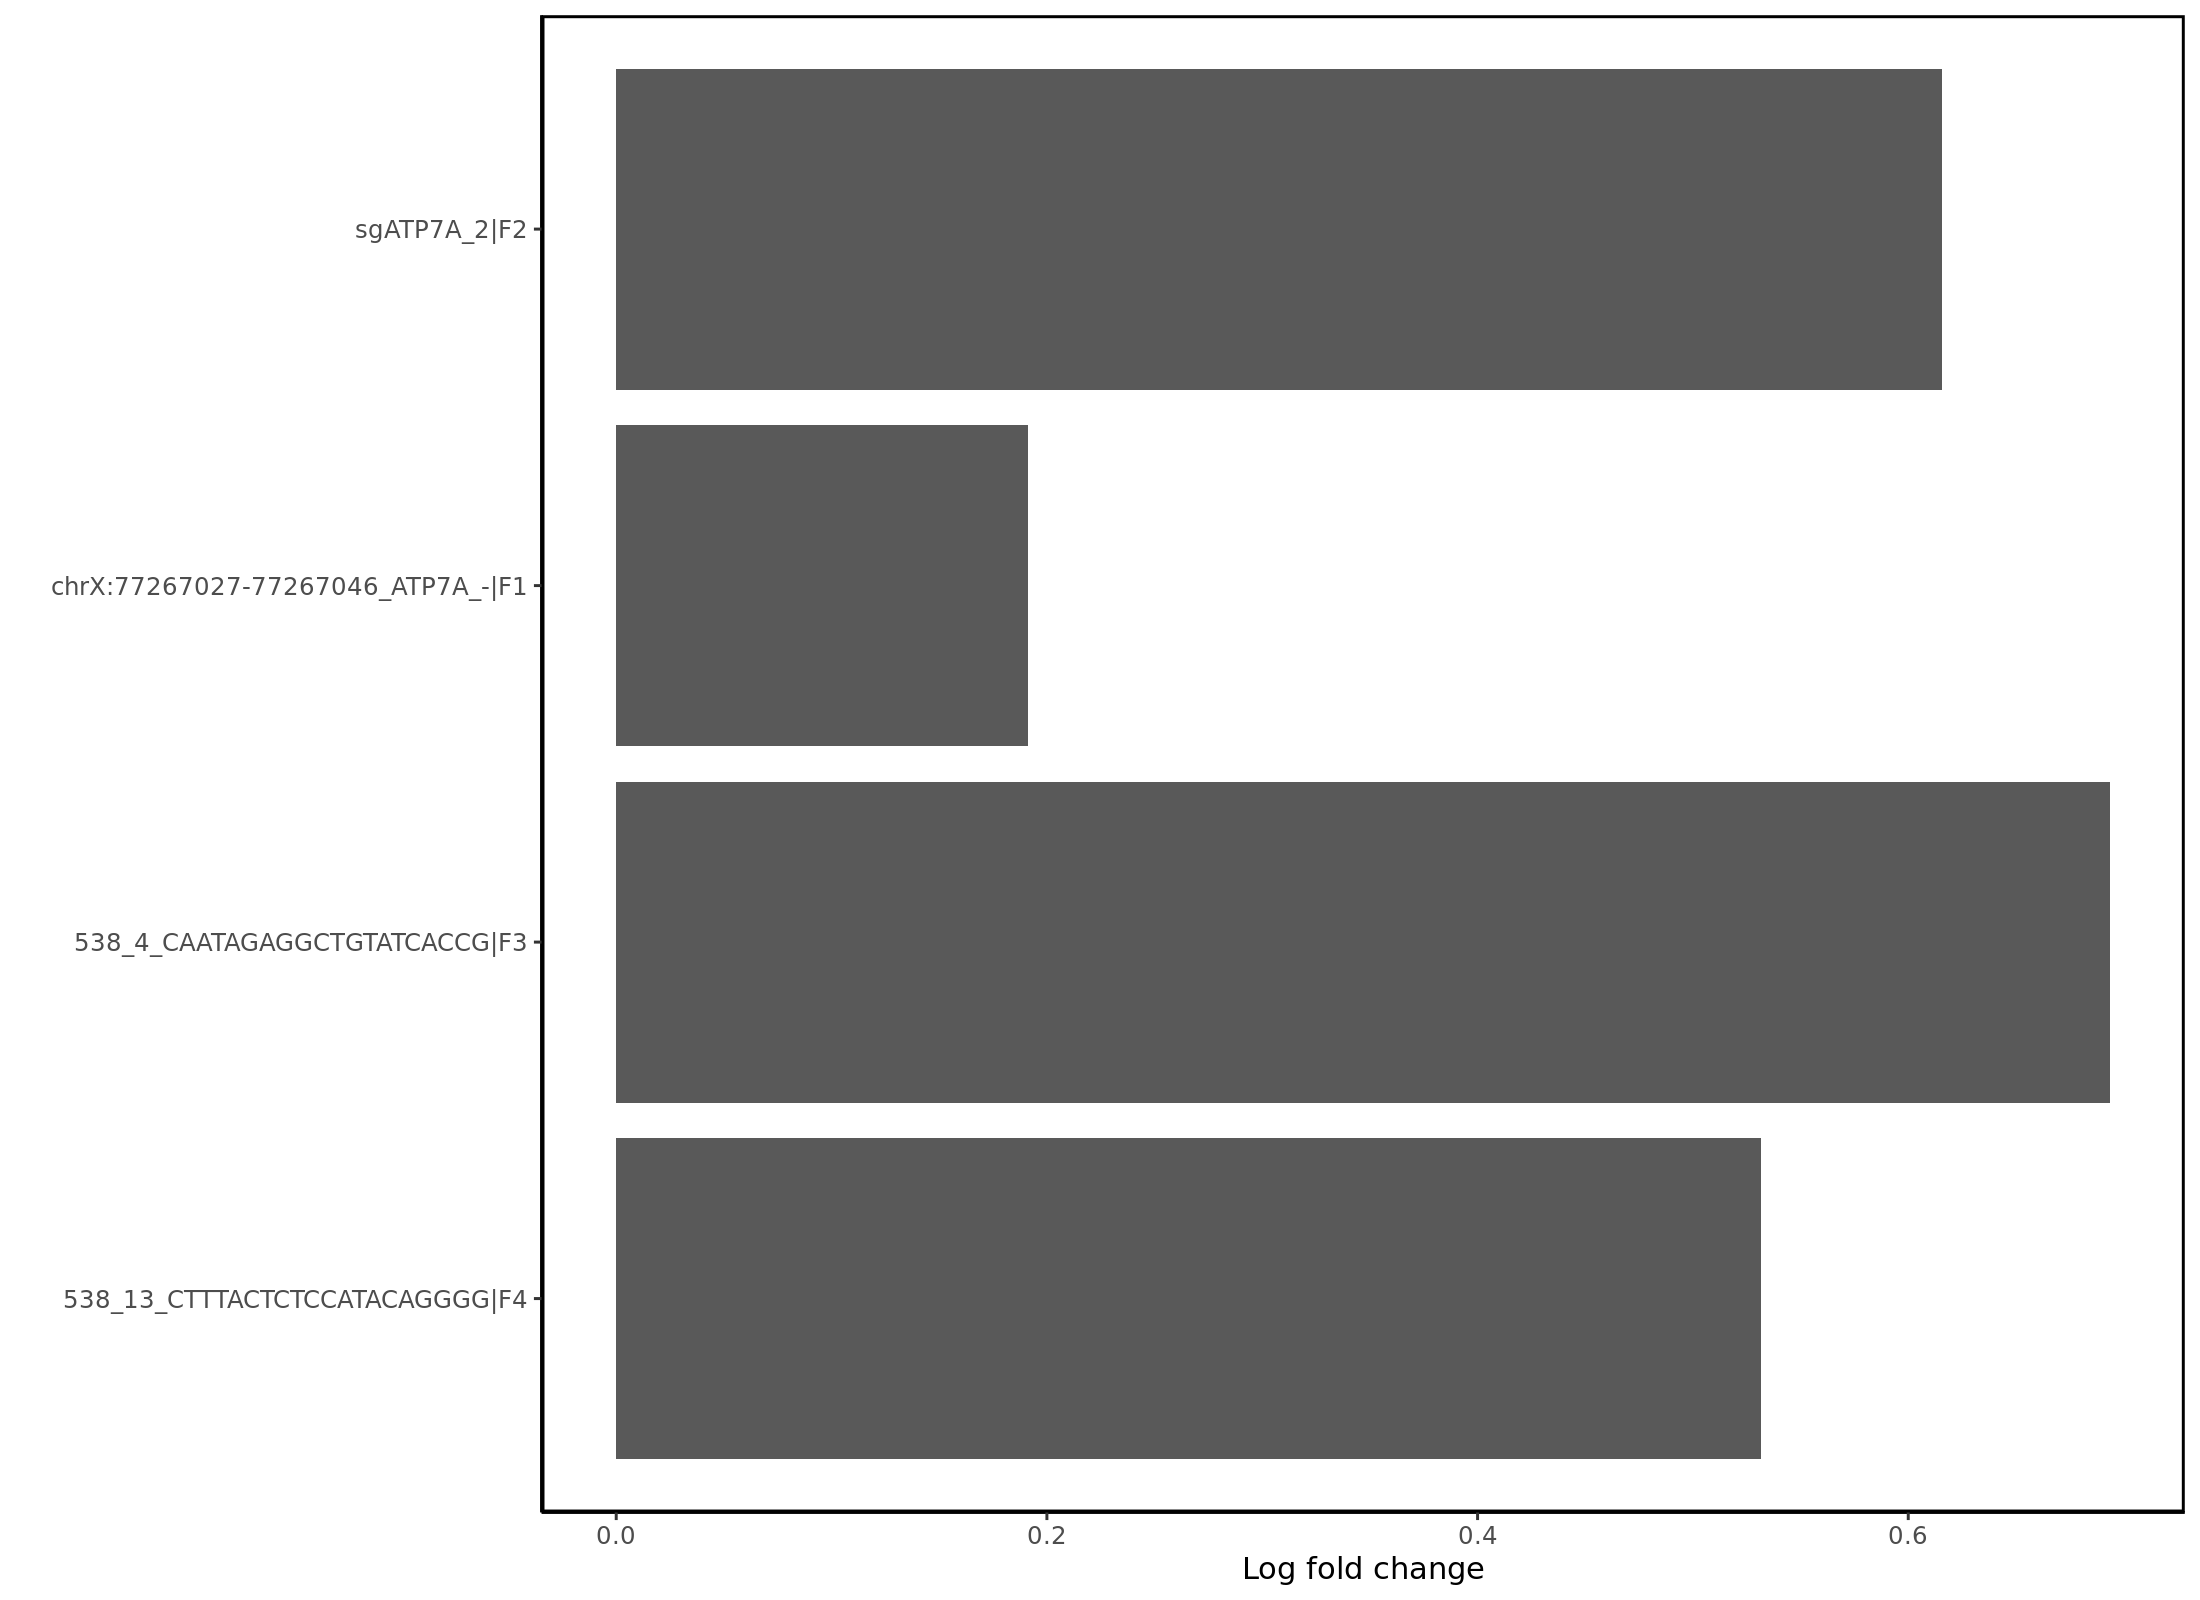 sgATP7A_2|F2
chrX:77267027-77267046_ATP7A_-|F1
538_4_CAATAGAGGCTGTATCACCG|F3
538_13_CTTTACTCTCCATACAGGGG|F4
0.0 0.2 0.4 0.6
Log fold change